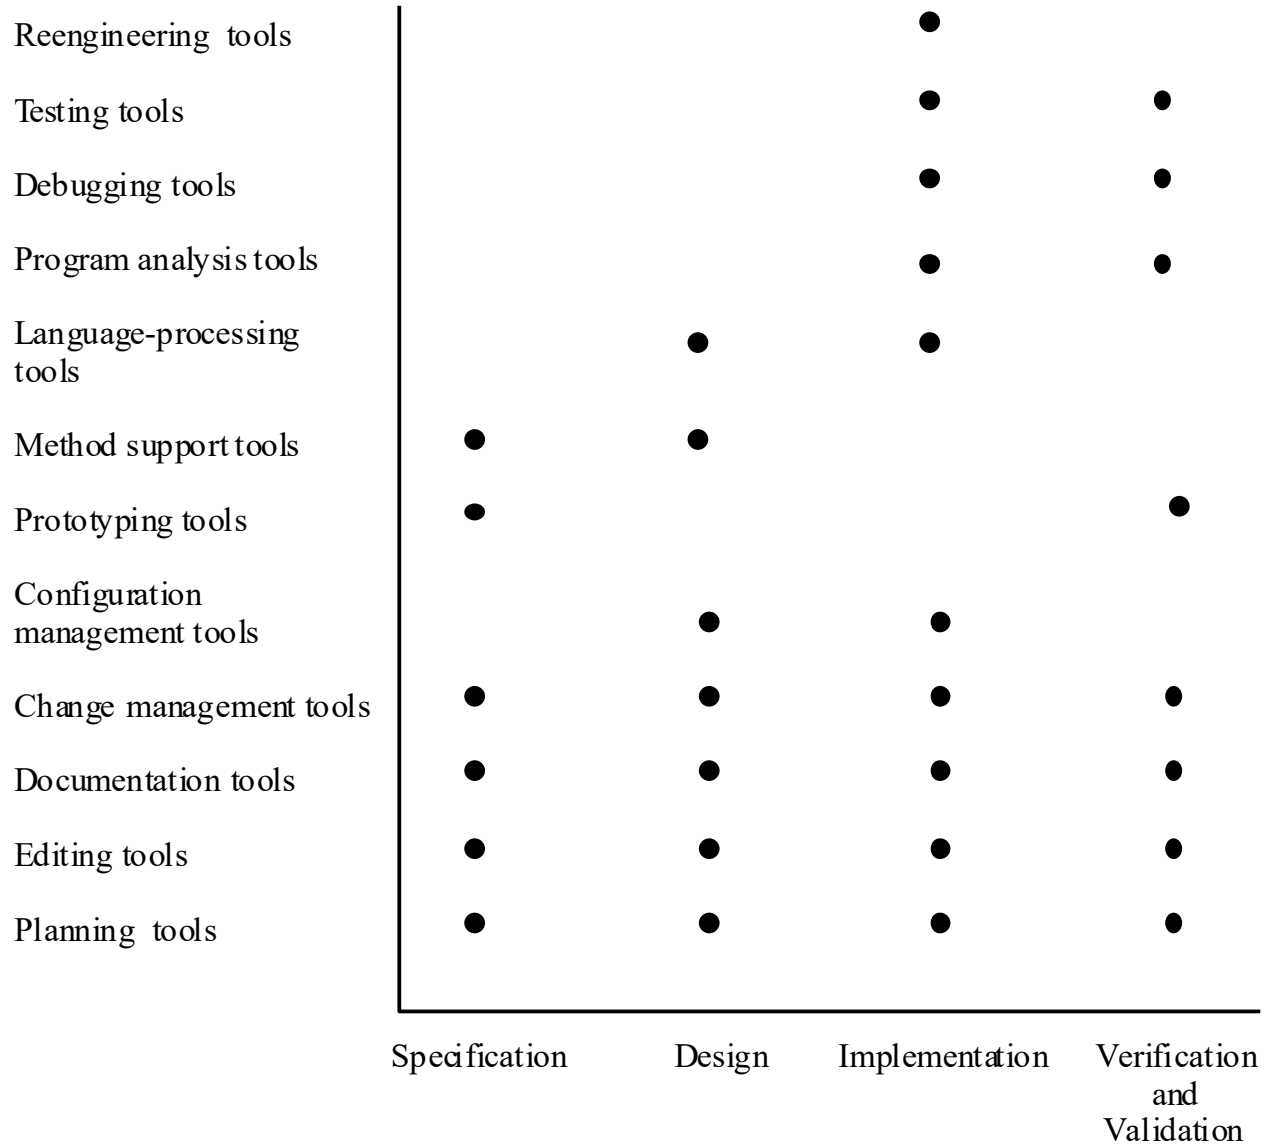 Reengineering tools
Testing tools
Debugging tools
Program analysis tools
Language-processing
tools
Method support tools
Prototyping tools
Configuration
management tools
Change management tools
Documentation tools
Editing tools
Planning tools
Specification
Design
Implementation
Verification
and
Validation